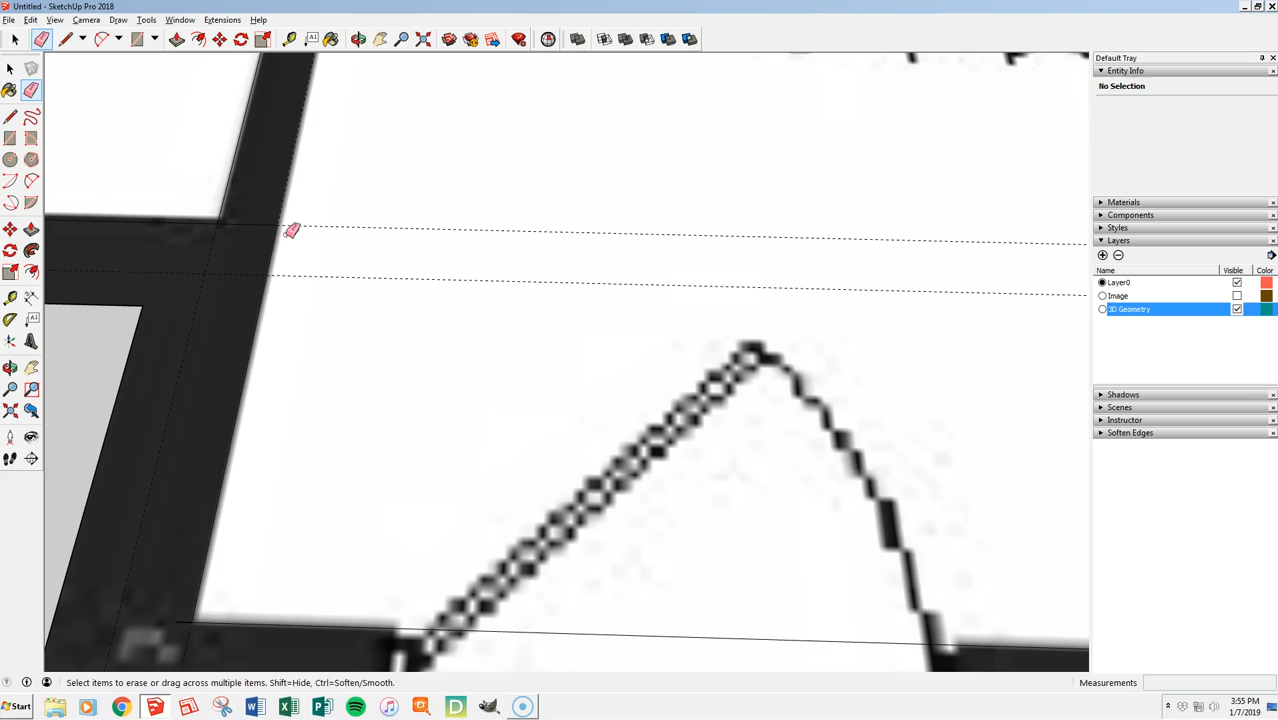 Untitled - SketchUp Pro 2018
File Edit View Camera Draw Tools Window Extensions Help
Default Tray
Entity Info
No Selection
Materials
Components
Styles
Layers
Name Visible Color
Layer0
Image
3D Geometry
Shadows
Scenes
Instructor
Soften Edges
Select items to erase or drag across multiple items. Shift=Hide, Ctrl=Soften/Smooth.
Measurements
Start
3:55 PM
1/7/2019